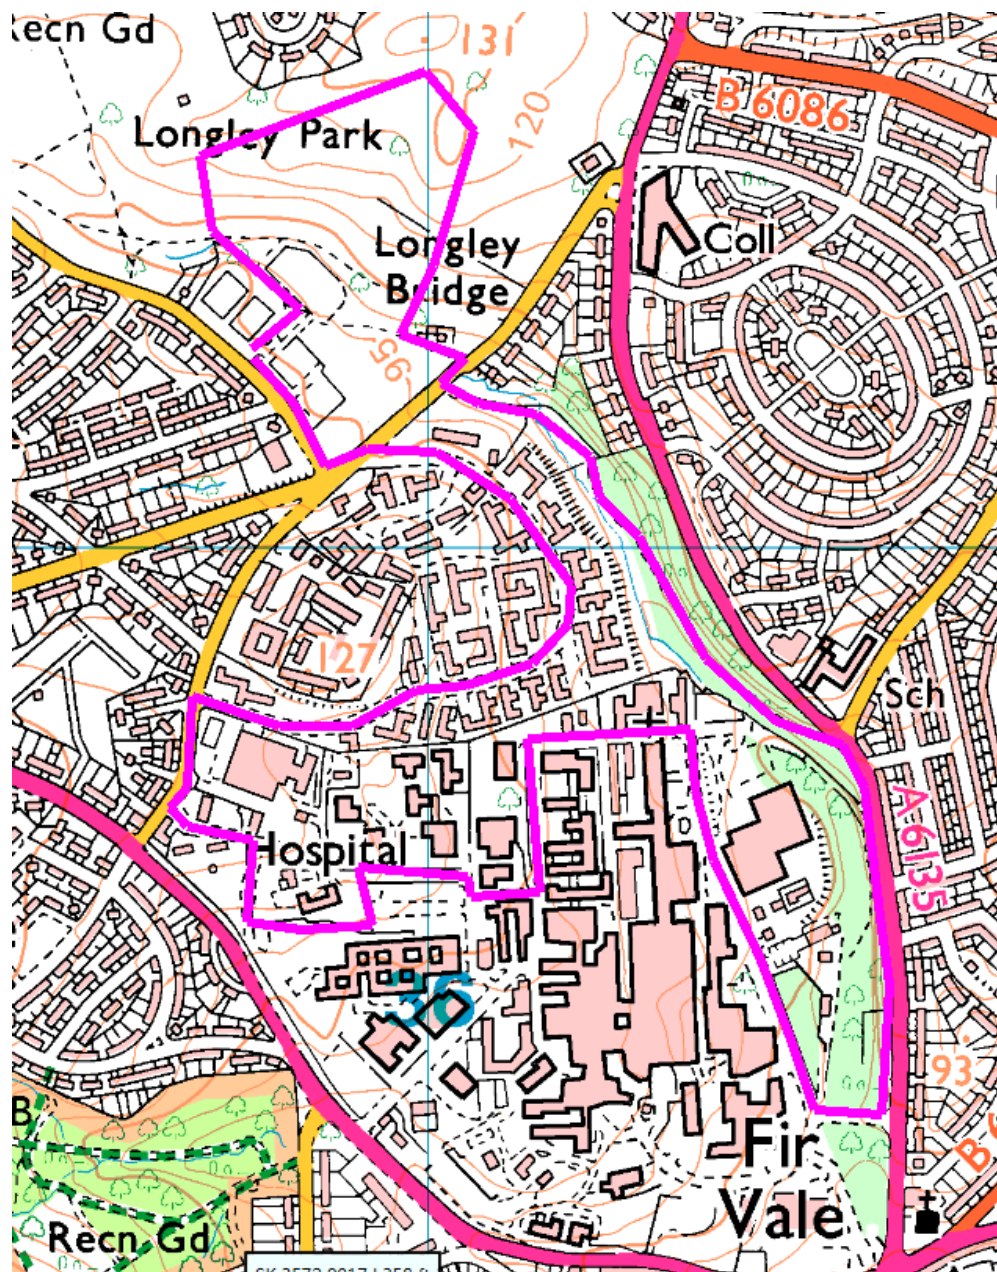 Recn Gd
131
120
B 6086
Longley Park
Longley
Bridge
Coll
95
127
Sch
Hospital
A 6135
36
93
Fir
Vale
B
B 6
Recn Gd